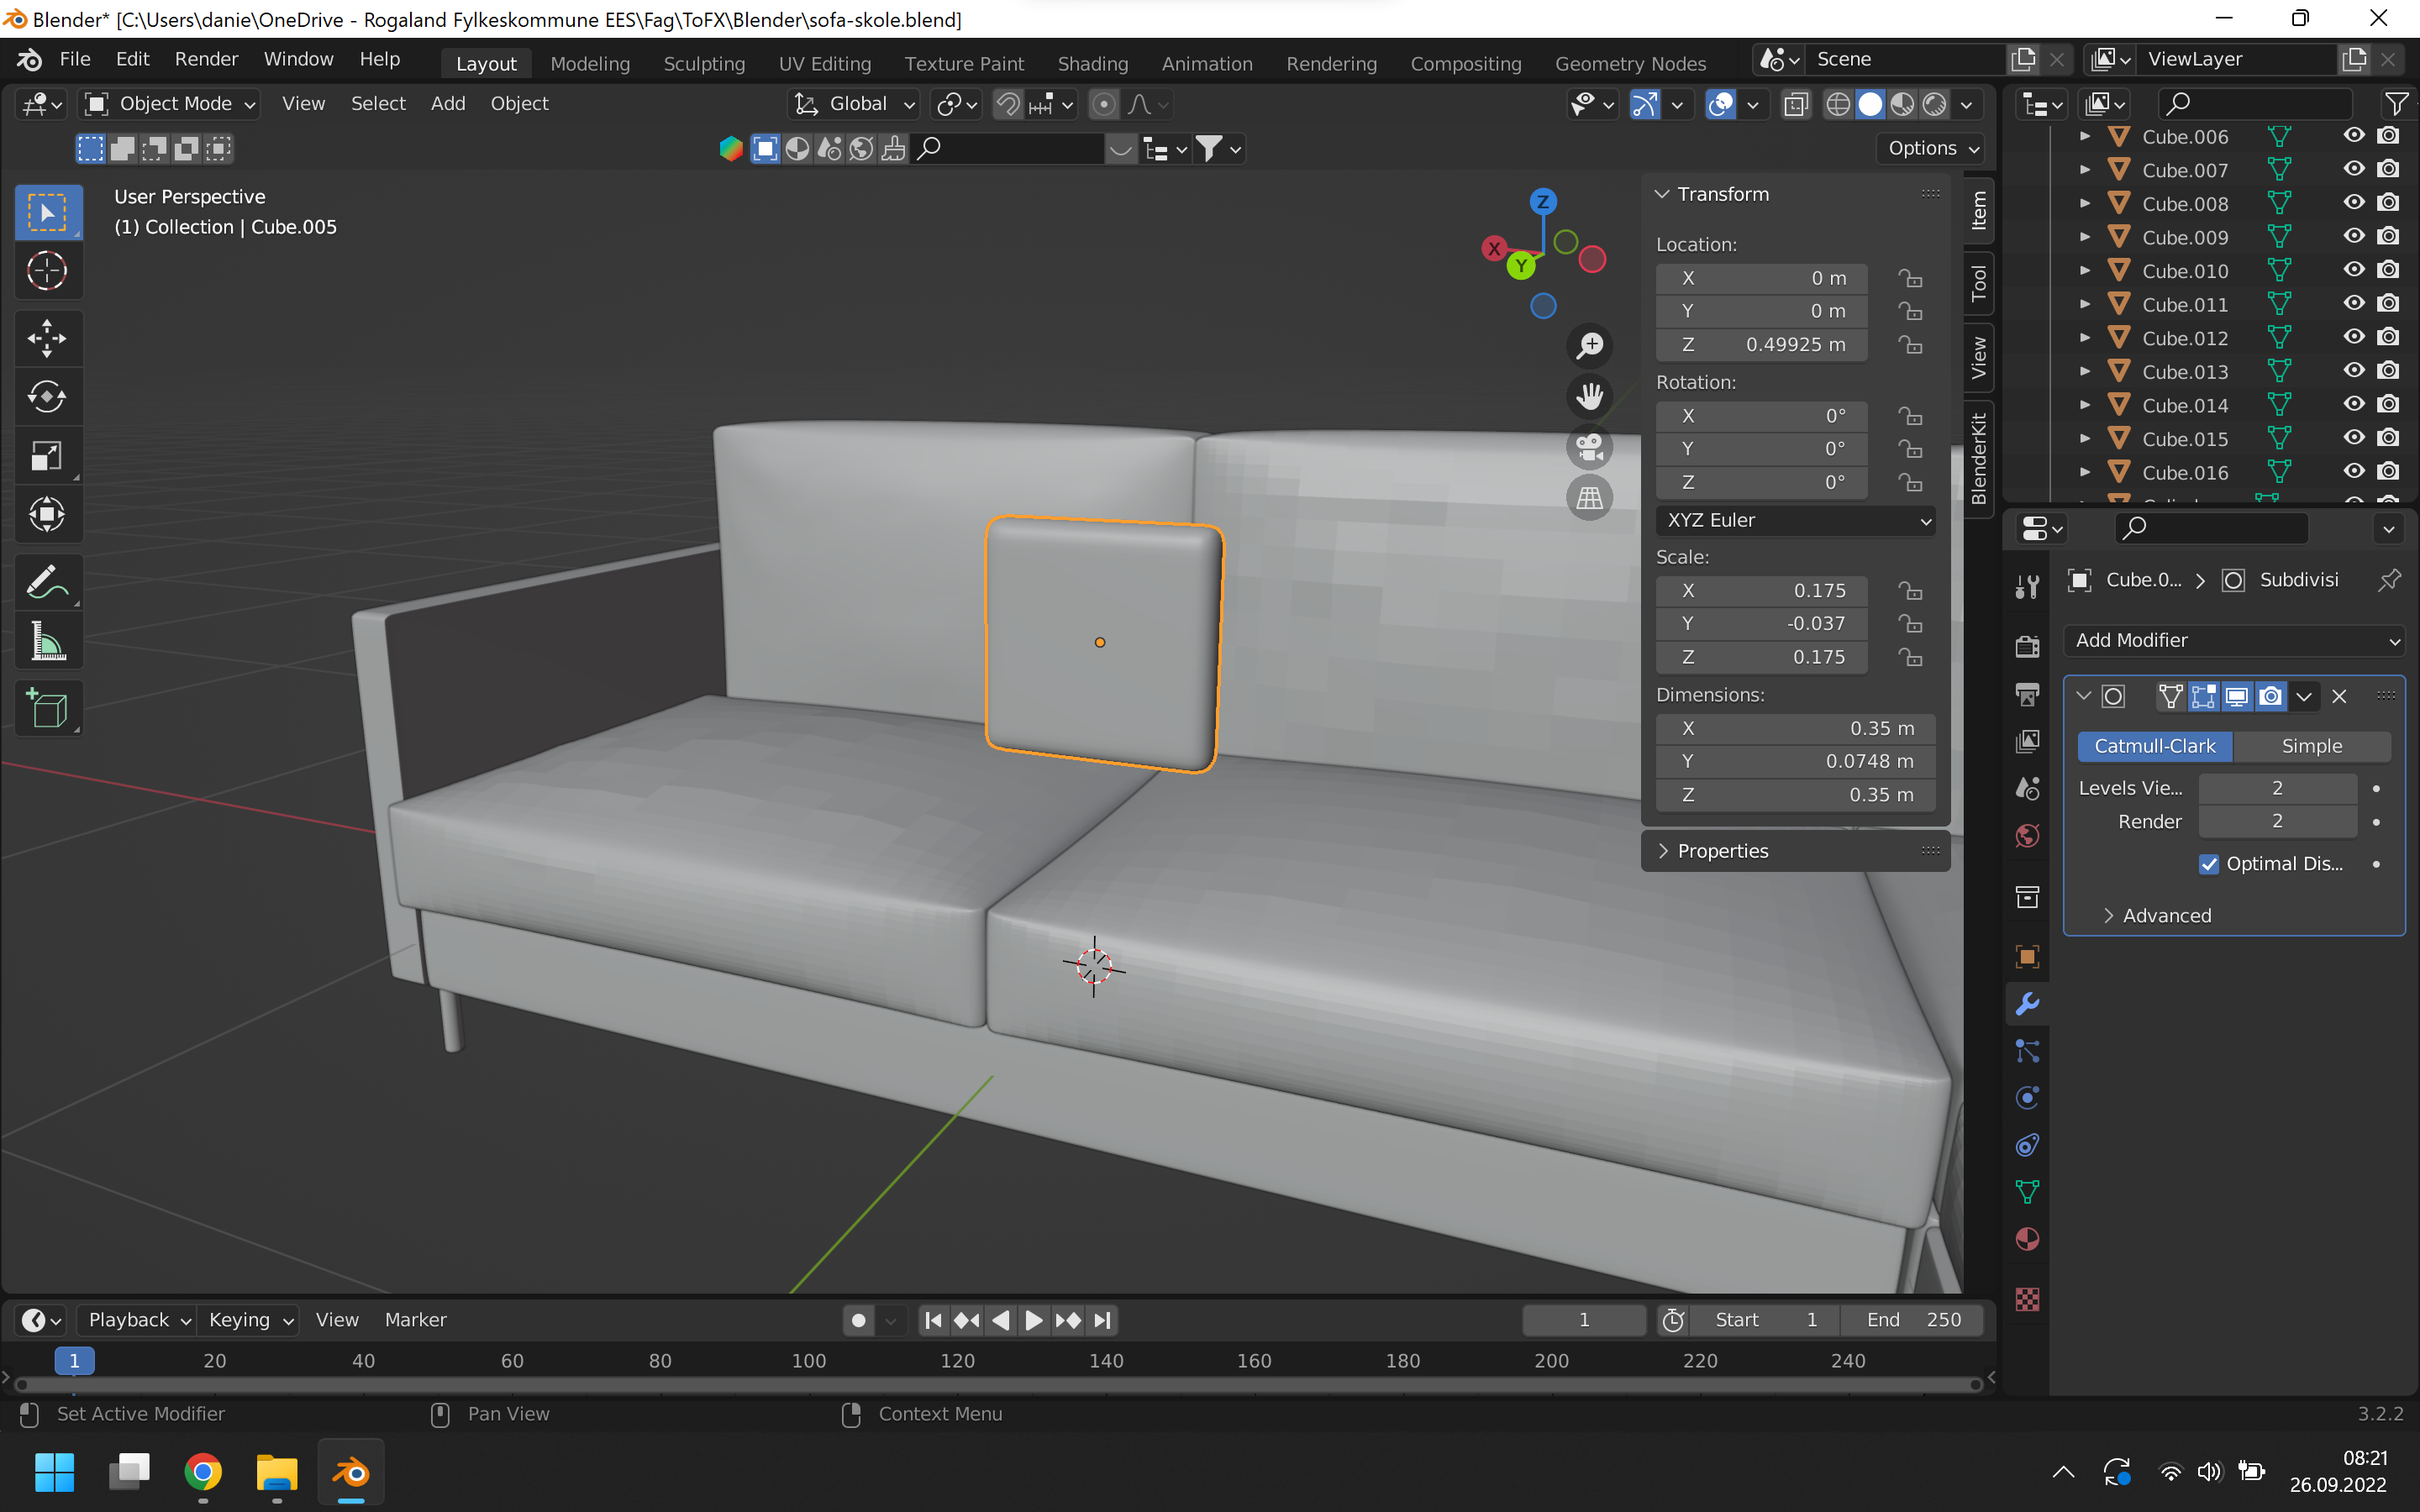 Blender* [C:\Users\danie\OneDrive - Rogaland Fylkeskommune EES\Fag\ToFX\Blender\sofa-skole.blend]
File Edit Render Window Help Layout Modeling Sculpting UV Editing Texture Paint Shading Animation Rendering Compositing Geometry Nodes Scene ViewLayer
Object Mode View Select Add Object Global
Options
User Perspective
(1) Collection | Cube.005
Z
X
Y
Transform
Location:
X 0 m
Y 0 m
Z 0.49925 m
Rotation:
X 0°
Y 0°
Z 0°
XYZ Euler
Scale:
X 0.175
Y -0.037
Z 0.175
Dimensions:
X 0.35 m
Y 0.0748 m
Z 0.35 m
Properties
Item
Tool
View
BlenderKit
Cube.006
Cube.007
Cube.008
Cube.009
Cube.010
Cube.011
Cube.012
Cube.013
Cube.014
Cube.015
Cube.016
Cube.0... > Subdivisi
Add Modifier
Catmull-Clark Simple
Levels Vie... 2
Render 2
Optimal Dis...
Advanced
Playback Keying View Marker 1 Start 1 End 250
1 20 40 60 80 100 120 140 160 180 200 220 240
Set Active Modifier Pan View Context Menu 3.2.2
08:21
26.09.2022